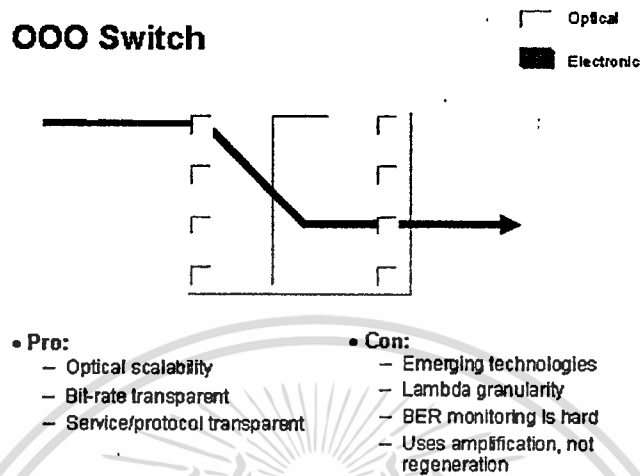 OOO Switch
Optical
Electronic
• Pro:
– Optical scalability
– Bit-rate transparent
– Service/protocol transparent
• Con:
– Emerging technologies
– Lambda granularity
– BER monitoring is hard
– Uses amplification, not
regeneration